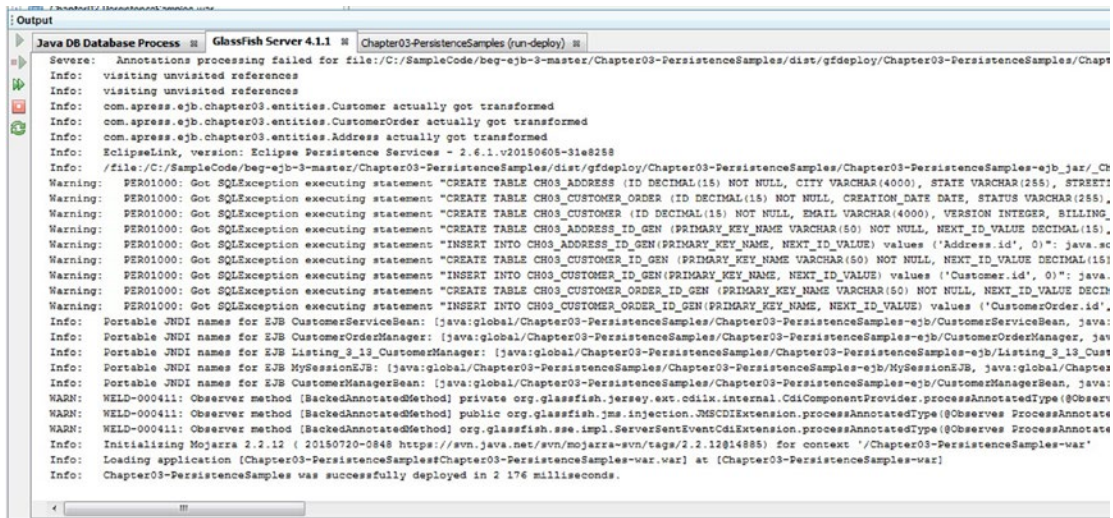 Output
Java DB Database Process GlassFish Server 4.1.1 Chapter03-PersistenceSamples (run-deploy)
Severe: Annotations processing failed for file:/C:/SampleCode/beg-ejb-3-master/Chapter03-PersistenceSamples/dist/gfdeploy/Chapter03-PersistenceSamples/Chapt
Info: visiting unvisited references
Info: visiting unvisited references
Info: com.apress.ejb.chapter03.entities.Customer actually got transformed
Info: com.apress.ejb.chapter03.entities.CustomerOrder actually got transformed
Info: com.apress.ejb.chapter03.entities.Address actually got transformed
Info: EclipseLink, version: Eclipse Persistence Services - 2.6.1.v20150605-31e8258
Info: /file:/C:/SampleCode/beg-ejb-3-master/Chapter03-PersistenceSamples/dist/gfdeploy/Chapter03-PersistenceSamples/Chapter03-PersistenceSamples-ejb_jar/_Ch
Warning: PER01000: Got SQLException executing statement "CREATE TABLE CH03_ADDRESS (ID DECIMAL(15) NOT NULL, CITY VARCHAR(4000), STATE VARCHAR(255), STREET1
Warning: PER01000: Got SQLException executing statement "CREATE TABLE CH03_CUSTOMER_ORDER (ID DECIMAL(15) NOT NULL, CREATION_DATE DATE, STATUS VARCHAR(255),
Warning: PER01000: Got SQLException executing statement "CREATE TABLE CH03_CUSTOMER (ID DECIMAL(15) NOT NULL, EMAIL VARCHAR(4000), VERSION INTEGER, BILLING_
Warning: PER01000: Got SQLException executing statement "CREATE TABLE CH03_ADDRESS_ID_GEN (PRIMARY_KEY_NAME VARCHAR(50) NOT NULL, NEXT_ID_VALUE DECIMAL(15),
Warning: PER01000: Got SQLException executing statement "INSERT INTO CH03_ADDRESS_ID_GEN(PRIMARY_KEY_NAME, NEXT_ID_VALUE) values ('Address.id', 0)": java.sq
Warning: PER01000: Got SQLException executing statement "CREATE TABLE CH03_CUSTOMER_ID_GEN (PRIMARY_KEY_NAME VARCHAR(50) NOT NULL, NEXT_ID_VALUE DECIMAL(15)
Warning: PER01000: Got SQLException executing statement "INSERT INTO CH03_CUSTOMER_ID_GEN(PRIMARY_KEY_NAME, NEXT_ID_VALUE) values ('Customer.id', 0)": java.
Warning: PER01000: Got SQLException executing statement "CREATE TABLE CH03_CUSTOMER_ORDER_ID_GEN (PRIMARY_KEY_NAME VARCHAR(50) NOT NULL, NEXT_ID_VALUE DECIM
Warning: PER01000: Got SQLException executing statement "INSERT INTO CH03_CUSTOMER_ORDER_ID_GEN(PRIMARY_KEY_NAME, NEXT_ID_VALUE) values ('CustomerOrder.id',
Info: Portable JNDI names for EJB CustomerServiceBean: [java:global/Chapter03-PersistenceSamples/Chapter03-PersistenceSamples-ejb/CustomerServiceBean, java:
Info: Portable JNDI names for EJB CustomerOrderManager: [java:global/Chapter03-PersistenceSamples/Chapter03-PersistenceSamples-ejb/CustomerOrderManager, jav
Info: Portable JNDI names for EJB Listing_3_13_CustomerManager: [java:global/Chapter03-PersistenceSamples/Chapter03-PersistenceSamples-ejb/Listing_3_13_Cust
Info: Portable JNDI names for EJB MySessionEJB: [java:global/Chapter03-PersistenceSamples/Chapter03-PersistenceSamples-ejb/MySessionEJB, java:global/Chapter
Info: Portable JNDI names for EJB CustomerManagerBean: [java:global/Chapter03-PersistenceSamples/Chapter03-PersistenceSamples-ejb/CustomerManagerBean, java:
WARN: WELD-000411: Observer method [BackedAnnotatedMethod] private org.glassfish.jersey.ext.cdi1x.internal.CdiComponentProvider.processAnnotatedType(@Observ
WARN: WELD-000411: Observer method [BackedAnnotatedMethod] public org.glassfish.jms.injection.JMSCDIExtension.processAnnotatedType(@Observes ProcessAnnotate
WARN: WELD-000411: Observer method [BackedAnnotatedMethod] org.glassfish.sse.impl.ServerSentEventCdiExtension.processAnnotatedType(@Observes ProcessAnnotate
Info: Initializing Mojarra 2.2.12 ( 20150720-0848 https://svn.java.net/svn/mojarra~svn/tags/2.2.12@14885) for context '/Chapter03-PersistenceSamples-war'
Info: Loading application [Chapter03-PersistenceSamples#Chapter03-PersistenceSamples-war.war] at [Chapter03-PersistenceSamples-war]
Info: Chapter03-PersistenceSamples was successfully deployed in 2 176 milliseconds.